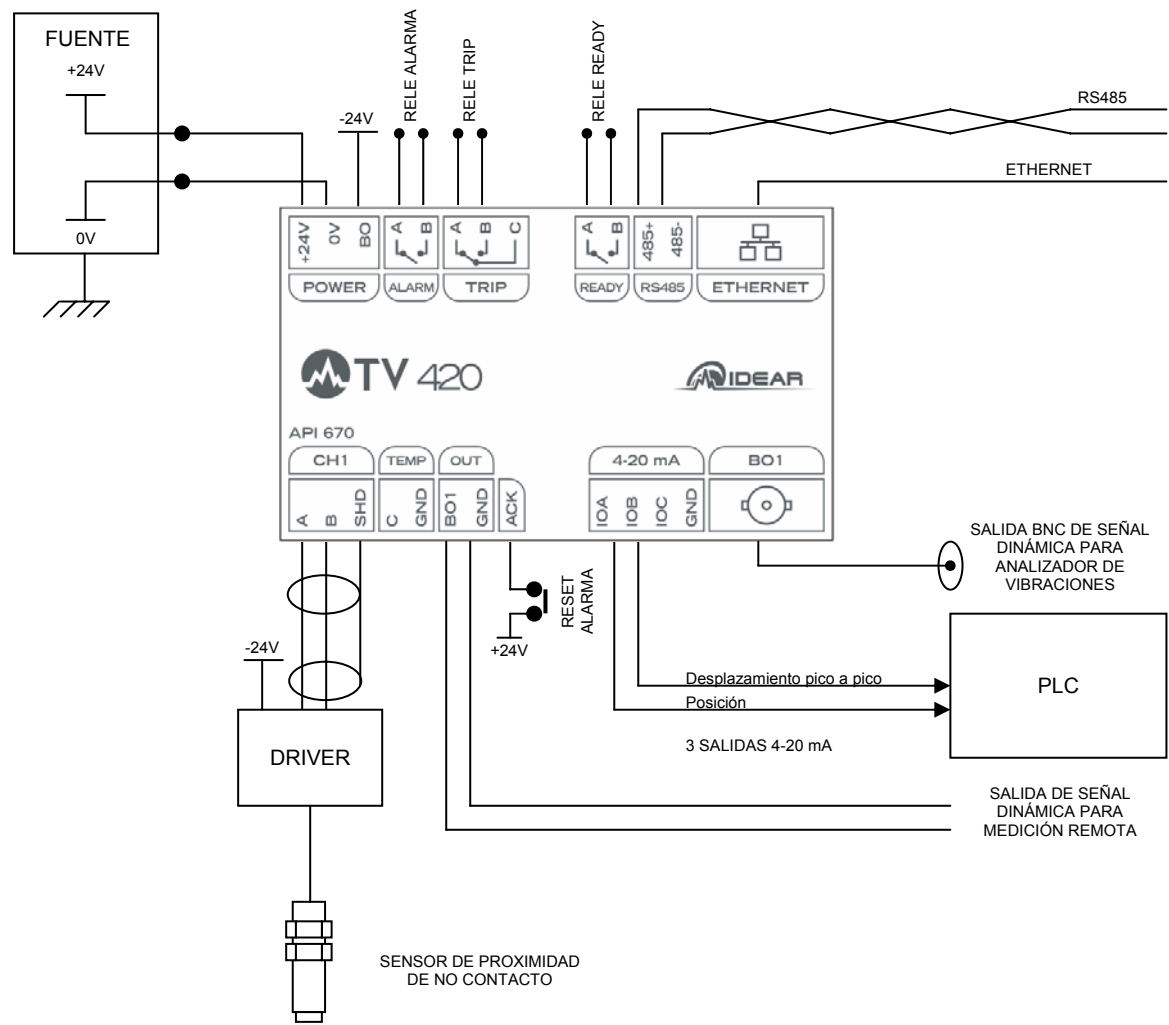 FUENTE
+24V
0V
-24V
RELE ALARMA
RELE TRIP
RELE READY
RS485
ETHERNET
+24V
0V
BO
A
B
A
B
C
A
B
485+
485-
POWER
ALARM
TRIP
READY
RS485
ETHERNET
TV 420
IDEAR
API 670
CH1
TEMP
OUT
4-20 mA
BO1
A
B
SHD
C
GND
BO1
GND
ACK
IOA
IOB
IOC
GND
SALIDA BNC DE SEÑAL
DINÁMICA PARA
ANALIZADOR DE
VIBRACIONES
RESET
ALARMA
+24V
-24V
DRIVER
Desplazamiento pico a pico
Posición
3 SALIDAS 4-20 mA
PLC
SALIDA DE SEÑAL
DINÁMICA PARA
MEDICIÓN REMOTA
SENSOR DE PROXIMIDAD
DE NO CONTACTO